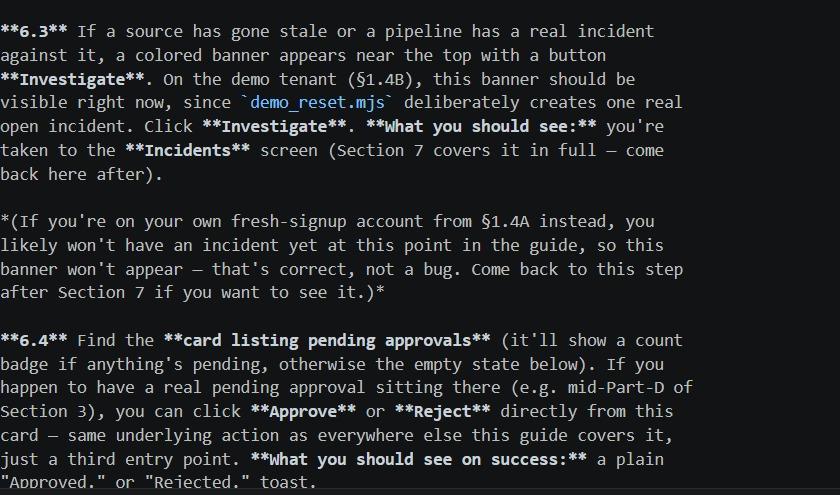 **6.3** If a source has gone stale or a pipeline has a real incident
against it, a colored banner appears near the top with a button
**Investigate**. On the demo tenant (§1.4B), this banner should be
visible right now, since `demo_reset.mjs` deliberately creates one real
open incident. Click **Investigate**. **What you should see:** you're
taken to the **Incidents** screen (Section 7 covers it in full — come
back here after).
*(If you're on your own fresh-signup account from §1.4A instead, you
likely won't have an incident yet at this point in the guide, so this
banner won't appear — that's correct, not a bug. Come back to this step
after Section 7 if you want to see it.)*
**6.4** Find the **card listing pending approvals** (it'll show a count
badge if anything's pending, otherwise the empty state below). If you
happen to have a real pending approval sitting there (e.g. mid-Part-D of
Section 3), you can click **Approve** or **Reject** directly from this
card — same underlying action as everywhere else this guide covers it,
just a third entry point. **What you should see on success:** a plain
"Approved." or "Rejected." toast.